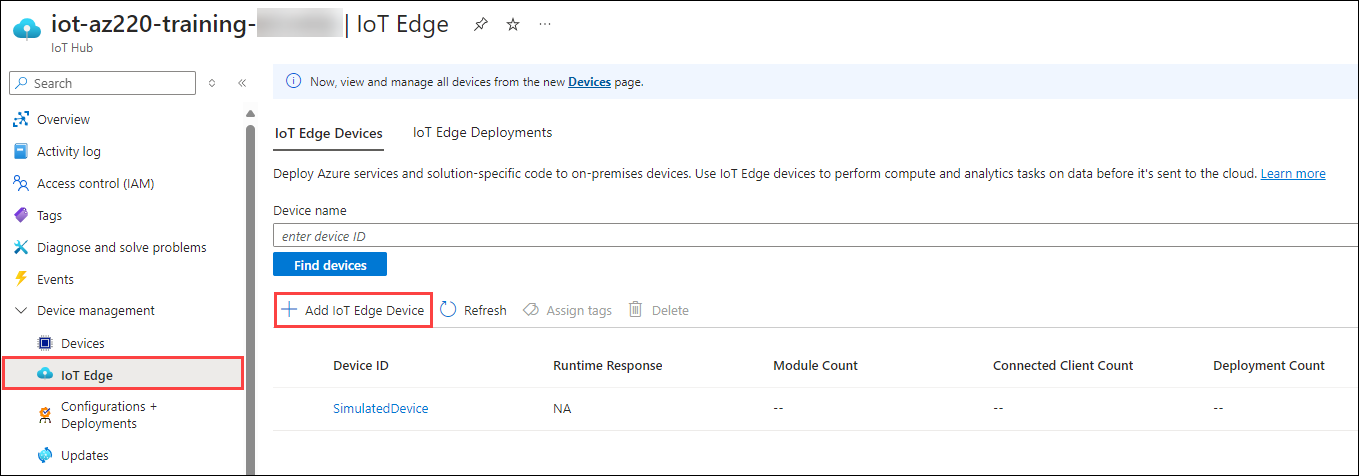 iot-az220-training- | IoT Edge
IoT Hub
Search
Overview
Activity log
Access control (IAM)
Tags
Diagnose and solve problems
Events
Device management
Devices
IoT Edge
Configurations +
Deployments
Updates
Now, view and manage all devices from the new Devices page.
IoT Edge Devices IoT Edge Deployments
Deploy Azure services and solution-specific code to on-premises devices. Use IoT Edge devices to perform compute and analytics tasks on data before it's sent to the cloud. Learn more
Device name
enter device ID
Find devices
Add IoT Edge Device Refresh Assign tags Delete
Device ID Runtime Response Module Count Connected Client Count Deployment Count
SimulatedDevice NA -- -- --